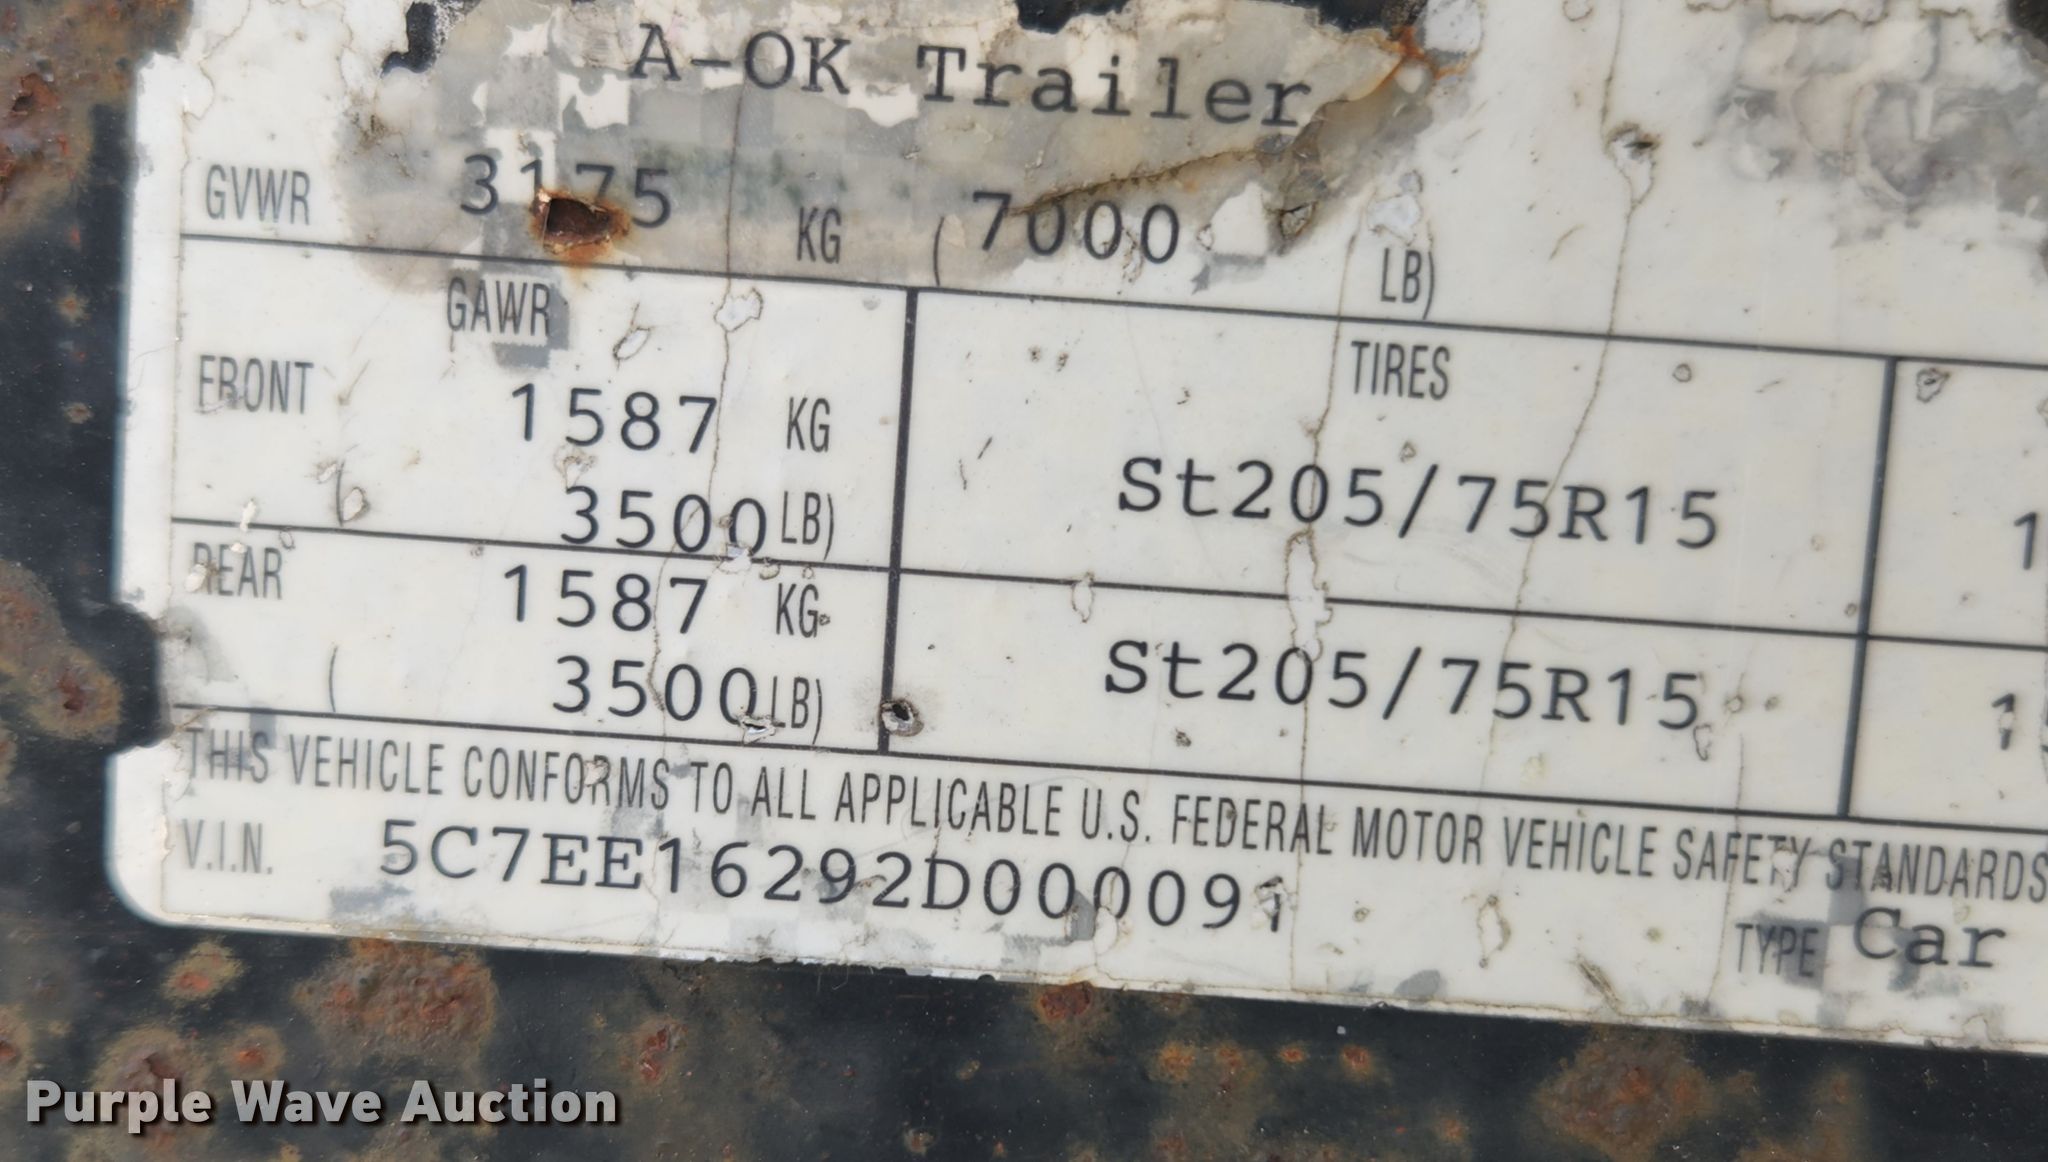 A-OK Trailer
GVWR 3175 KG ( 7000 LB)
GAWR TIRES
FRONT 1587 KG St205/75R15
( 3500 LB)
REAR 1587 KG St205/75R15
( 3500 LB)
THIS VEHICLE CONFORMS TO ALL APPLICABLE U.S. FEDERAL MOTOR VEHICLE SAFETY STANDARDS
V.I.N. 5C7EE16292D000091
TYPE Car
Purple Wave Auction